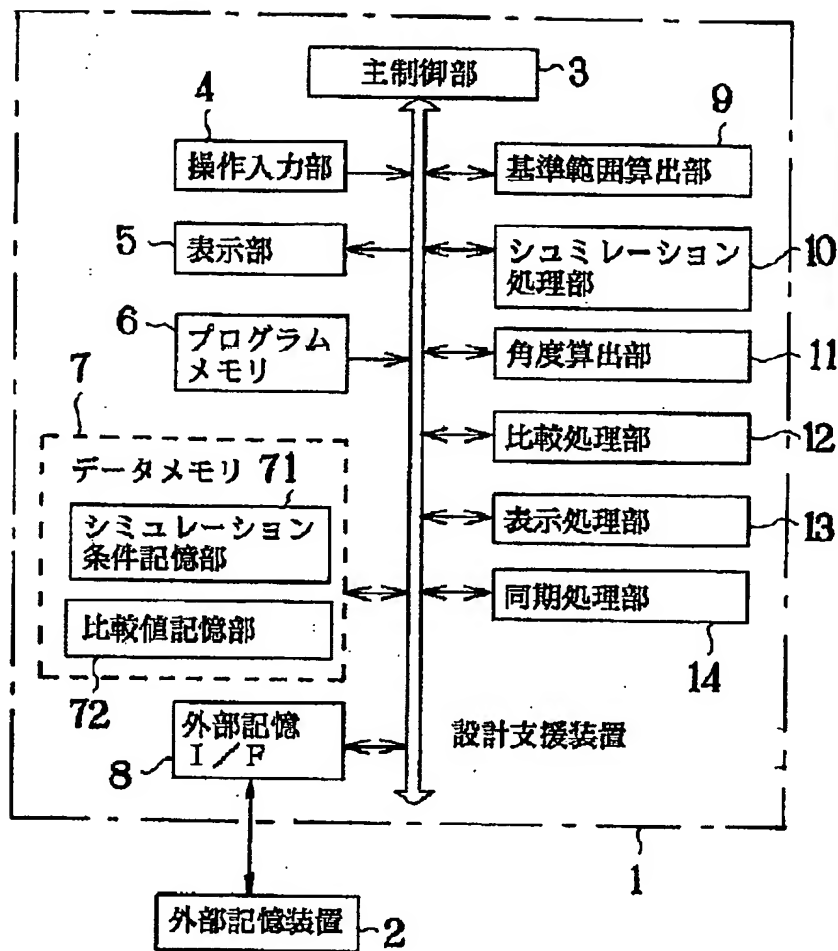 主制御部
3
4
操作入力部
9
基準範囲算出部
5
表示部
シュミレーション
処理部
10
6
プログラム
メモリ
角度算出部
11
7
データメモリ
71
シミュレーション
条件記憶部
比較値記憶部
72
比較処理部
12
表示処理部
13
同期処理部
14
外部記憶
I/F
8
設計支援装置
1
外部記憶装置
2